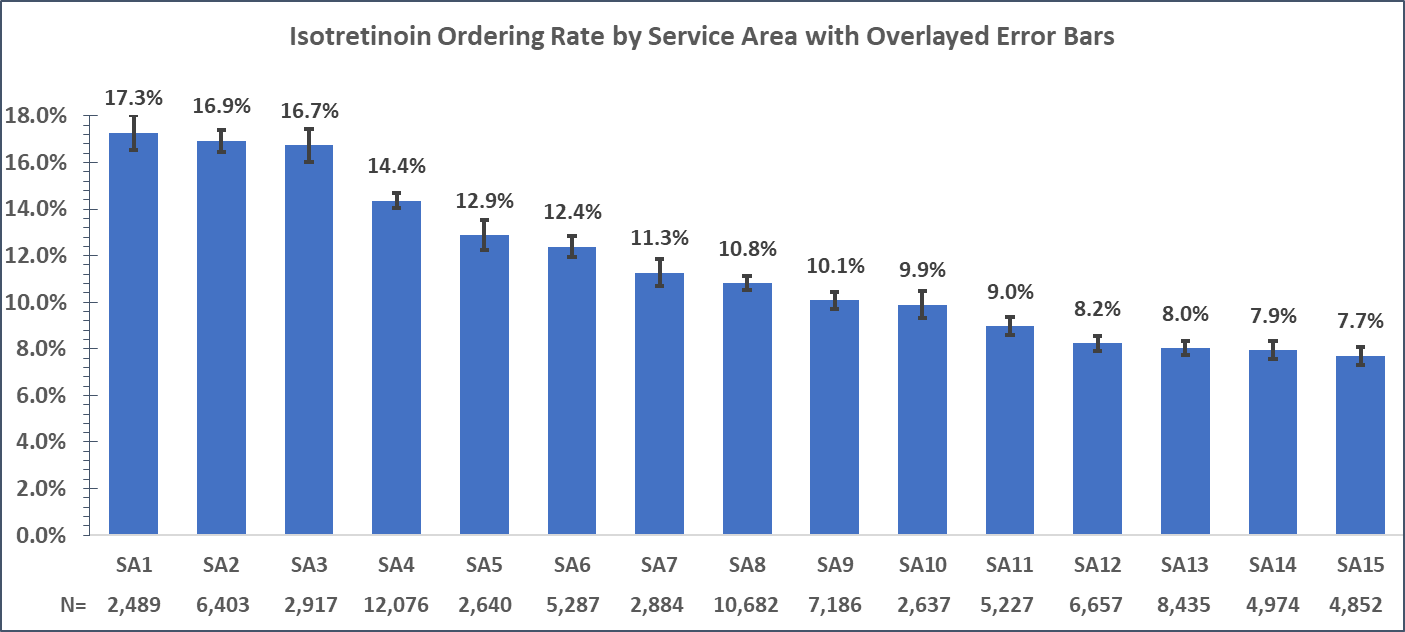 Isotretinoin Ordering Rate by Service Area with Overlayed Error Bars
17.3% 16.9% 16.7% 14.4% 12.9% 12.4% 11.3% 10.8% 10.1% 9.9% 9.0% 8.2% 8.0% 7.9% 7.7%
18.0%
16.0%
14.0%
12.0%
10.0%
8.0%
6.0%
4.0%
2.0%
0.0%
SA1 SA2 SA3 SA4 SA5 SA6 SA7 SA8 SA9 SA10 SA11 SA12 SA13 SA14 SA15
N= 2,489 6,403 2,917 12,076 2,640 5,287 2,884 10,682 7,186 2,637 5,227 6,657 8,435 4,974 4,852